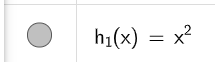 h₁(x) = x²